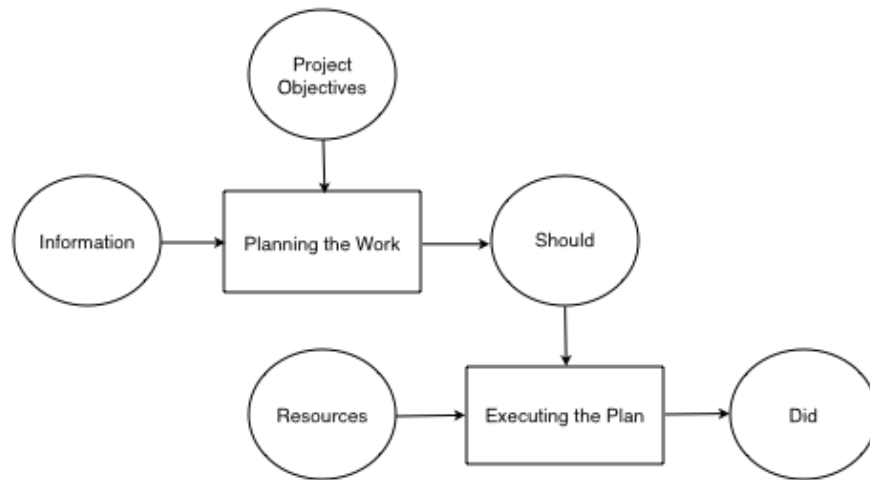 Project
Objectives
Information
Planning the Work
Should
Resources
Executing the Plan
Did